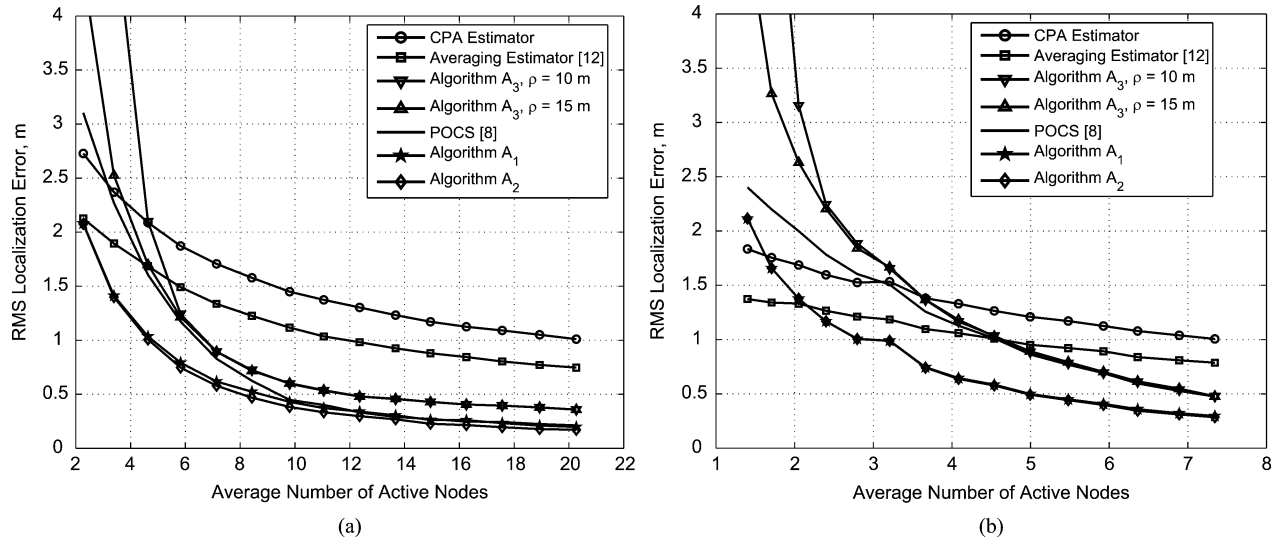 4
3.5
3
2.5
2
1.5
1
0.5
0
RMS Localization Error, m
CPA Estimator
Averaging Estimator [12]
Algorithm A3, ρ = 10 m
Algorithm A3, ρ = 15 m
POCS [8]
Algorithm A1
Algorithm A2
2 4 6 8 10 12 14 16 18 20 22
Average Number of Active Nodes
(a)
4
3.5
3
2.5
2
1.5
1
0.5
0
RMS Localization Error, m
CPA Estimator
Averaging Estimator [12]
Algorithm A3, ρ = 10 m
Algorithm A3, ρ = 15 m
POCS [8]
Algorithm A1
Algorithm A2
1 2 3 4 5 6 7 8
Average Number of Active Nodes
(b)